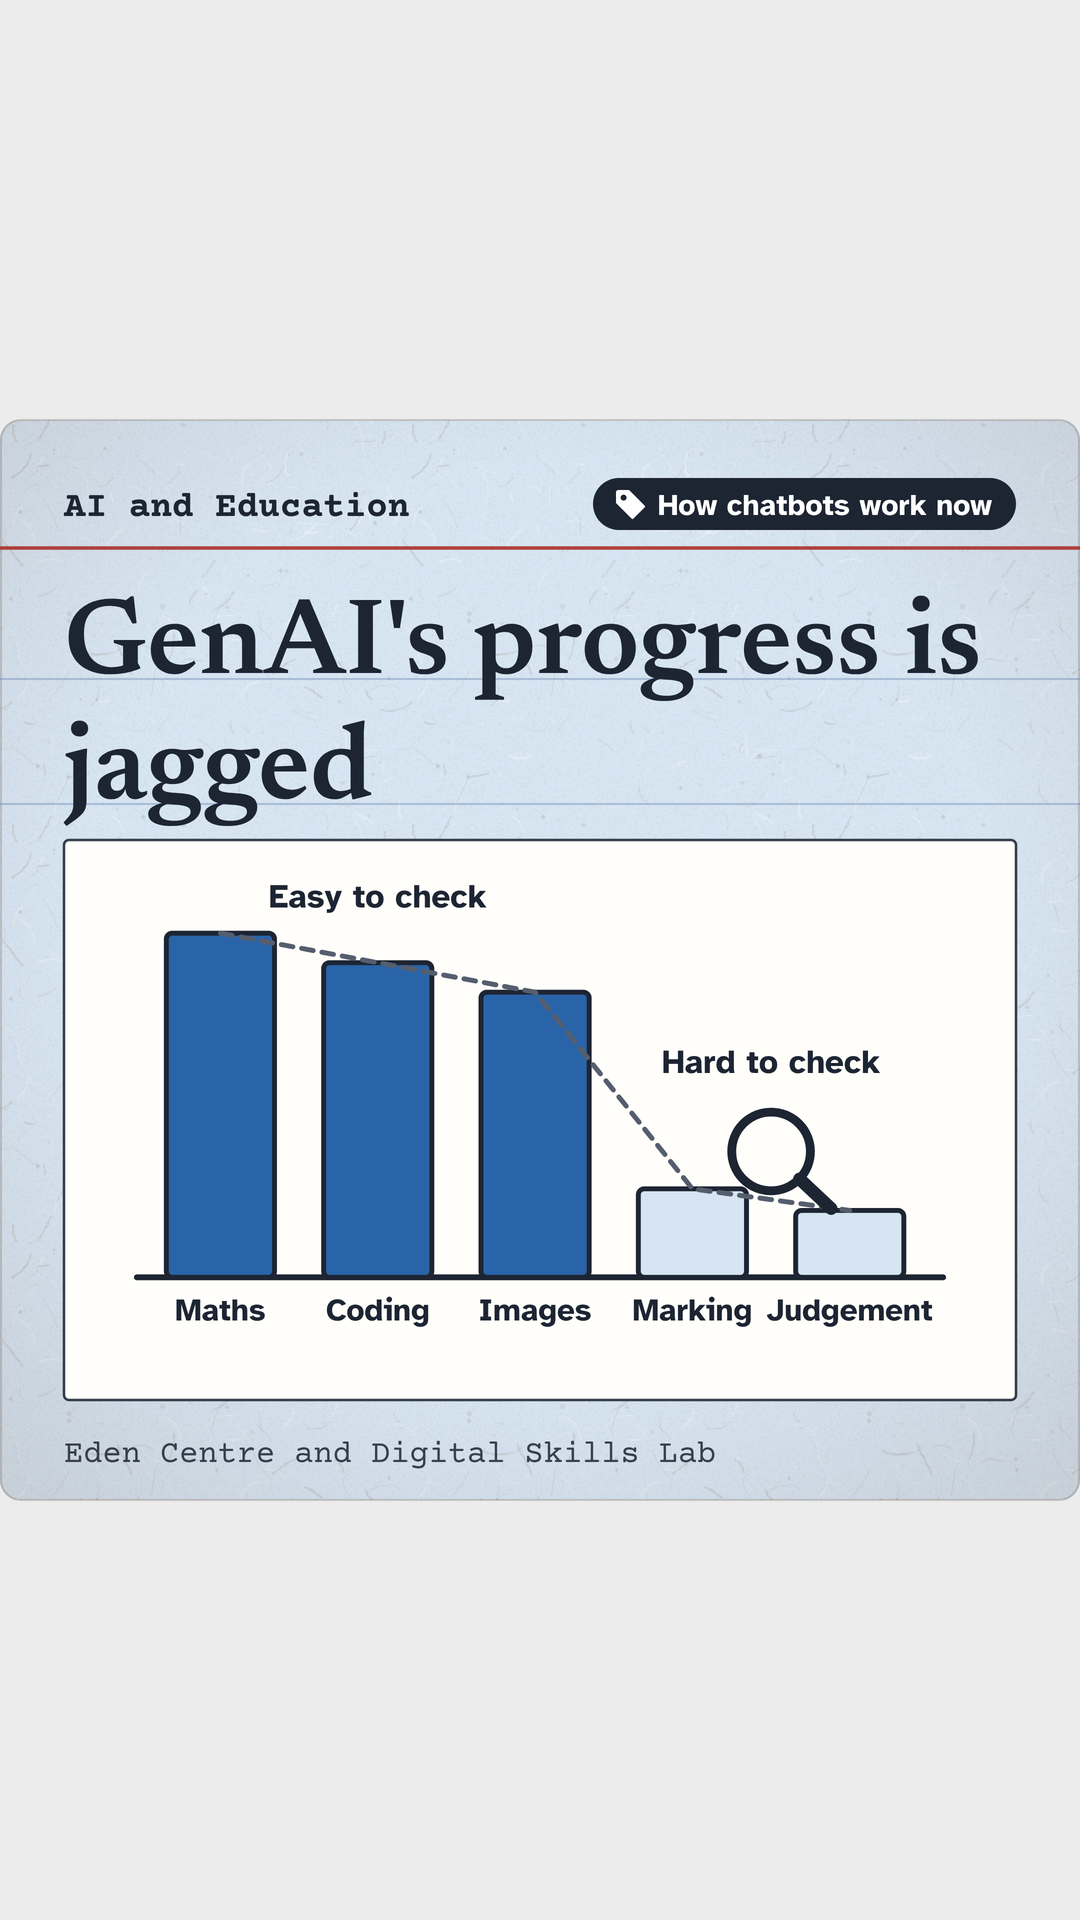 AI and Education
How chatbots work now
GenAI's progress is
jagged
Easy to check
Hard to check
Maths
Coding
Images
Marking
Judgement
Eden Centre and Digital Skills Lab